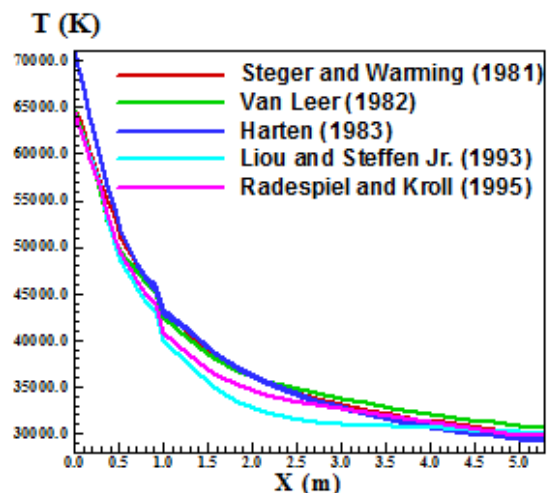 T (K)
70000.0
65000.0
60000.0
55000.0
50000.0
45000.0
40000.0
35000.0
30000.0
Steger and Warming (1981)
Van Leer (1982)
Harten (1983)
Liou and Steffen Jr. (1993)
Radespiel and Kroll (1995)
0.0 0.5 1.0 1.5 2.0 2.5 3.0 3.5 4.0 4.5 5.0
X (m)